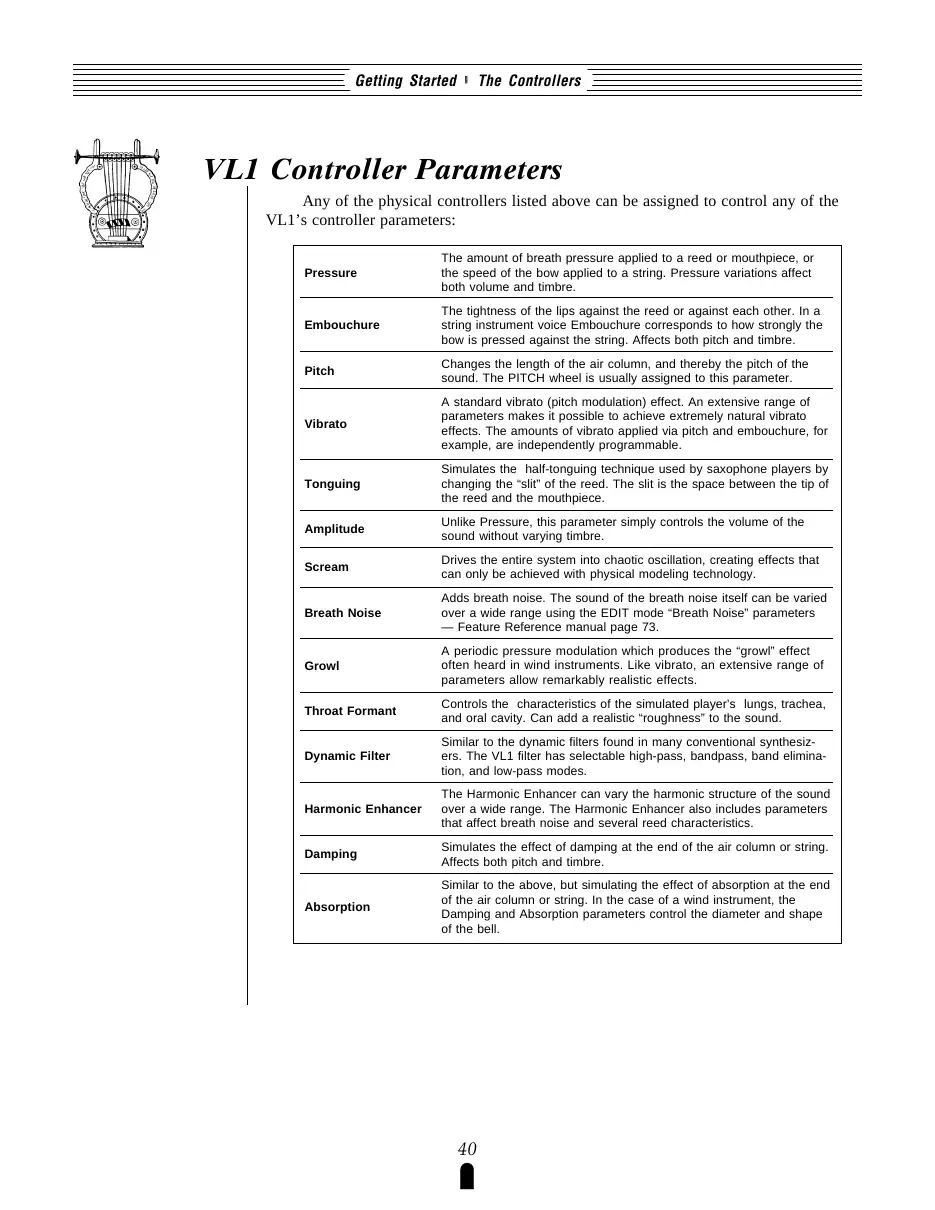 Getting Started ▮ The Controllers
VL1 Controller Parameters
Any of the physical controllers listed above can be assigned to control any of the
VL1’s controller parameters:
Pressure
The amount of breath pressure applied to a reed or mouthpiece, or
the speed of the bow applied to a string. Pressure variations affect
both volume and timbre.
Embouchure
The tightness of the lips against the reed or against each other. In a
string instrument voice Embouchure corresponds to how strongly the
bow is pressed against the string. Affects both pitch and timbre.
Pitch
Changes the length of the air column, and thereby the pitch of the
sound. The PITCH wheel is usually assigned to this parameter.
Vibrato
A standard vibrato (pitch modulation) effect. An extensive range of
parameters makes it possible to achieve extremely natural vibrato
effects. The amounts of vibrato applied via pitch and embouchure, for
example, are independently programmable.
Tonguing
Simulates the  half-tonguing technique used by saxophone players by
changing the “slit” of the reed. The slit is the space between the tip of
the reed and the mouthpiece.
Amplitude
Unlike Pressure, this parameter simply controls the volume of the
sound without varying timbre.
Scream
Drives the entire system into chaotic oscillation, creating effects that
can only be achieved with physical modeling technology.
Breath Noise
Adds breath noise. The sound of the breath noise itself can be varied
over a wide range using the EDIT mode “Breath Noise” parameters
— Feature Reference manual page 73.
Growl
A periodic pressure modulation which produces the “growl” effect
often heard in wind instruments. Like vibrato, an extensive range of
parameters allow remarkably realistic effects.
Throat Formant
Controls the  characteristics of the simulated player’s  lungs, trachea,
and oral cavity. Can add a realistic “roughness” to the sound.
Dynamic Filter
Similar to the dynamic filters found in many conventional synthesiz-
ers. The VL1 filter has selectable high-pass, bandpass, band elimina-
tion, and low-pass modes.
Harmonic Enhancer
The Harmonic Enhancer can vary the harmonic structure of the sound
over a wide range. The Harmonic Enhancer also includes parameters
that affect breath noise and several reed characteristics.
Damping
Simulates the effect of damping at the end of the air column or string.
Affects both pitch and timbre.
Absorption
Similar to the above, but simulating the effect of absorption at the end
of the air column or string. In the case of a wind instrument, the
Damping and Absorption parameters control the diameter and shape
of the bell.
40